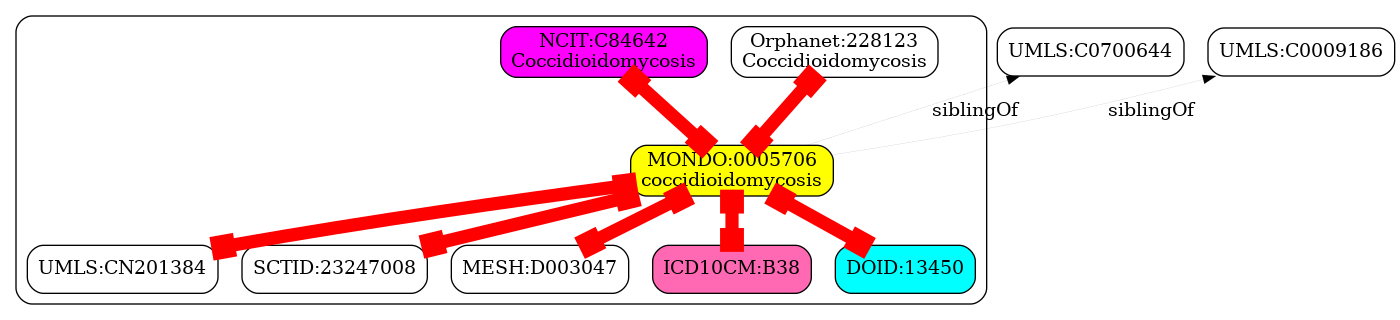 NCIT:C84642
Coccidioidomycosis
Orphanet:228123
Coccidioidomycosis
UMLS:C0700644
UMLS:C0009186
siblingOf
siblingOf
MONDO:0005706
coccidioidomycosis
UMLS:CN201384
SCTID:23247008
MESH:D003047
ICD10CM:B38
DOID:13450